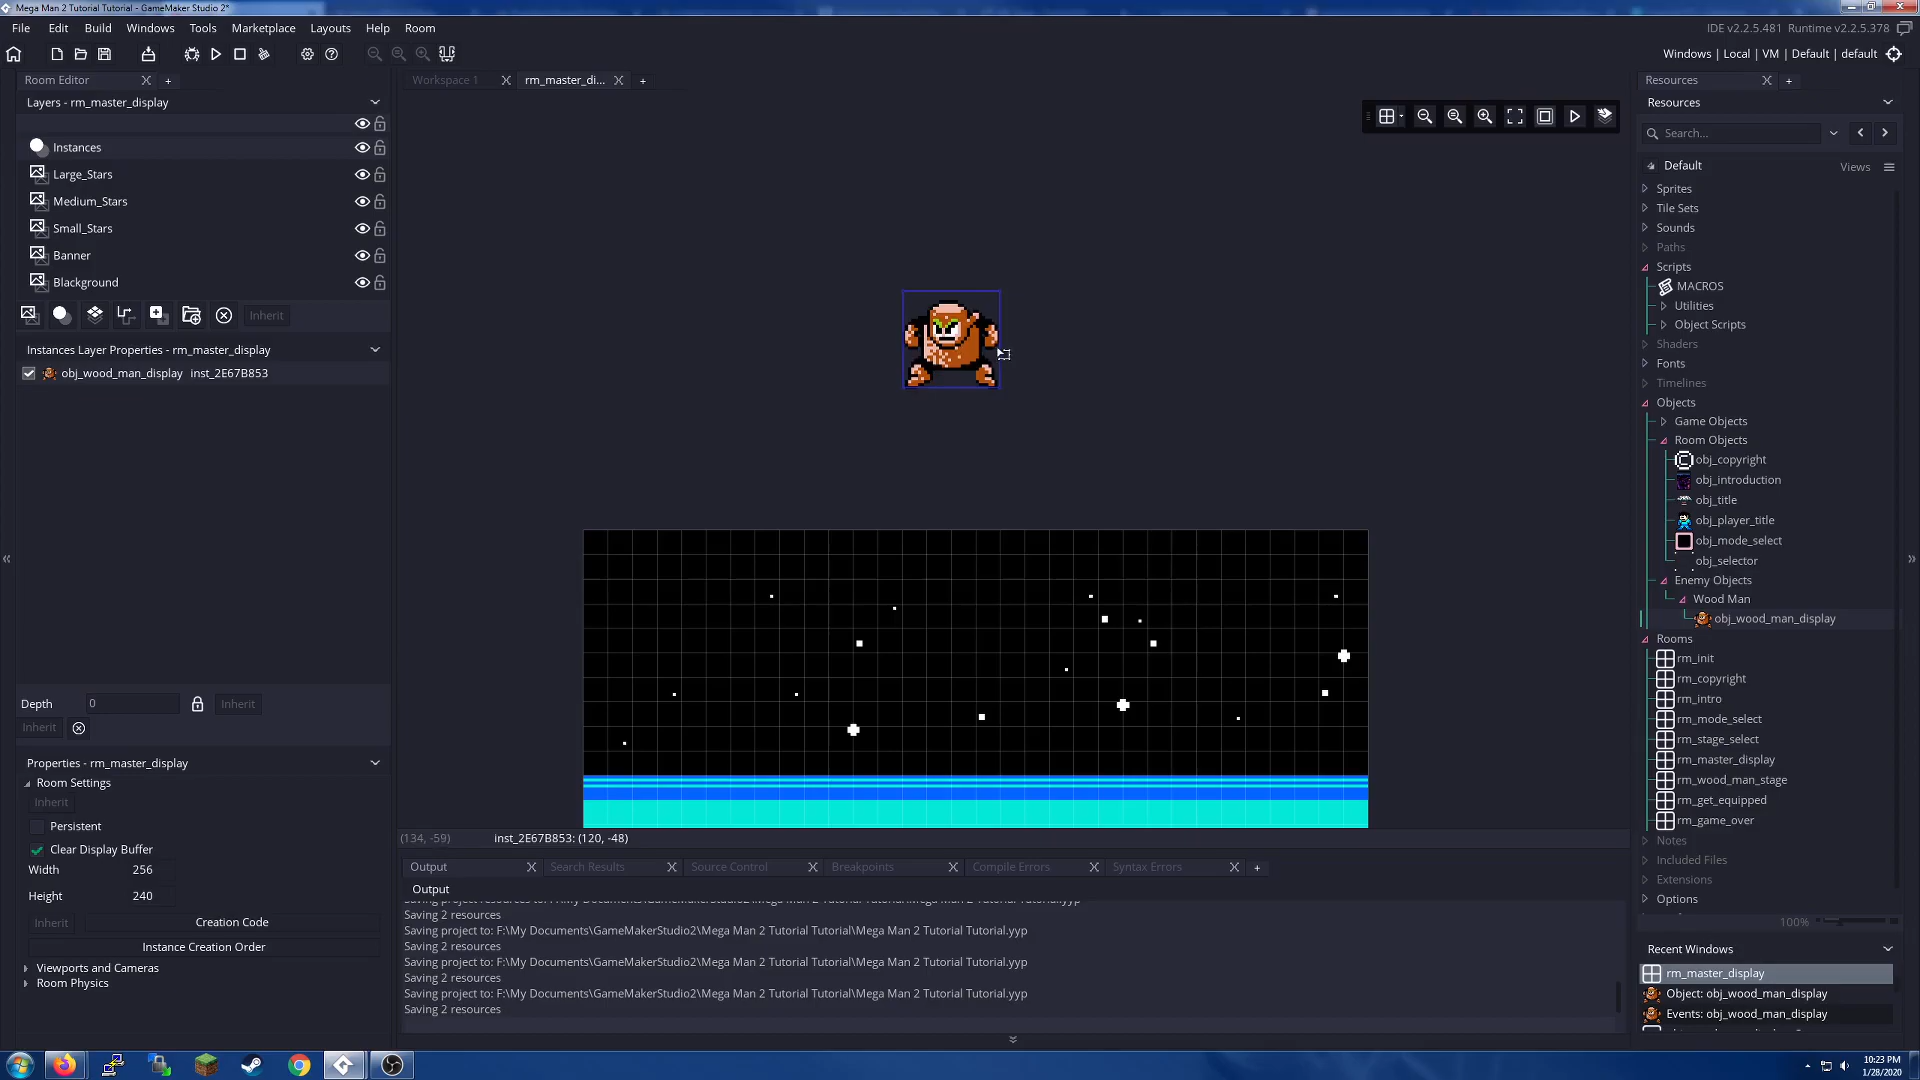 Mega Man 2 Tutorial Tutorial - GameMaker Studio 2*
File Edit Build Windows Tools Marketplace Layouts Help Room
IDE v2.2.5.481 Runtime v2.2.5.378
Windows | Local | VM | Default | default
Room Editor
Workspace 1
rm_master_di...
Resources
Layers - rm_master_display
Resources
Search...
Instances
Large_Stars
Medium_Stars
Small_Stars
Banner
Blackground
Inherit
Instances Layer Properties - rm_master_display
obj_wood_man_display inst_2E67B853
Depth 0 Inherit
Inherit
Properties - rm_master_display
Room Settings
Inherit
Persistent
Clear Display Buffer
Width 256
Height 240
Inherit Creation Code
Instance Creation Order
Viewports and Cameras
Room Physics
(134, -59) inst_2E67B853: (120, -48)
Output Search Results Source Control Breakpoints Compile Errors Syntax Errors
Output
Saving 2 resources
Saving project to: F:\My Documents\GameMakerStudio2\Mega Man 2 Tutorial Tutorial\Mega Man 2 Tutorial Tutorial.yyp
Saving 2 resources
Saving project to: F:\My Documents\GameMakerStudio2\Mega Man 2 Tutorial Tutorial\Mega Man 2 Tutorial Tutorial.yyp
Saving 2 resources
Saving project to: F:\My Documents\GameMakerStudio2\Mega Man 2 Tutorial Tutorial\Mega Man 2 Tutorial Tutorial.yyp
Saving 2 resources
Default Views
Sprites
Tile Sets
Sounds
Paths
Scripts
MACROS
Utilities
Object Scripts
Shaders
Fonts
Timelines
Objects
Game Objects
Room Objects
obj_copyright
obj_introduction
obj_title
obj_player_title
obj_mode_select
obj_selector
Enemy Objects
Wood Man
obj_wood_man_display
Rooms
rm_init
rm_copyright
rm_intro
rm_mode_select
rm_stage_select
rm_master_display
rm_wood_man_stage
rm_get_equipped
rm_game_over
Notes
Included Files
Extensions
Options
100%
Recent Windows
rm_master_display
Object: obj_wood_man_display
Events: obj_wood_man_display
10:23 PM
1/28/2020